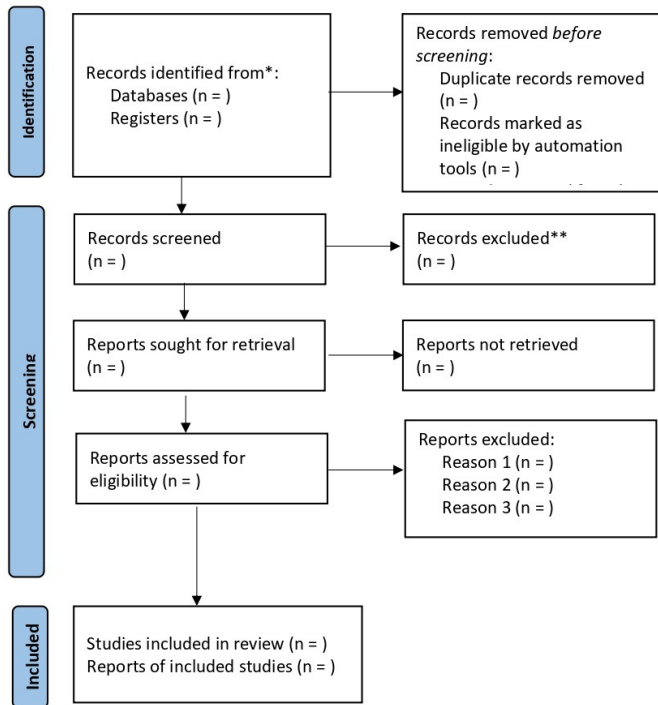 Identification
Records identified from*:
Databases (n = )
Registers (n = )
Records removed before
screening:
Duplicate records removed
(n = )
Records marked as
ineligible by automation
tools (n = )
Screening
Records screened
(n = )
Records excluded**
(n = )
Reports sought for retrieval
(n = )
Reports not retrieved
(n = )
Reports assessed for
eligibility (n = )
Reports excluded:
Reason 1 (n = )
Reason 2 (n = )
Reason 3 (n = )
Included
Studies included in review (n = )
Reports of included studies (n = )